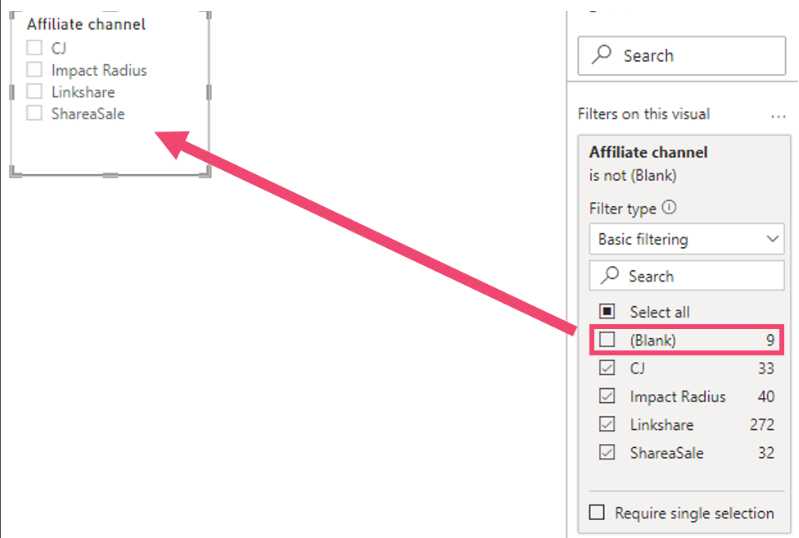 Affiliate channel
CJ
Impact Radius
Linkshare
ShareaSale
Search
Filters on this visual
...
Affiliate channel
is not (Blank)
Filter type
Basic filtering
Search
Select all
(Blank) 9
CJ 33
Impact Radius 40
Linkshare 272
ShareaSale 32
Require single selection